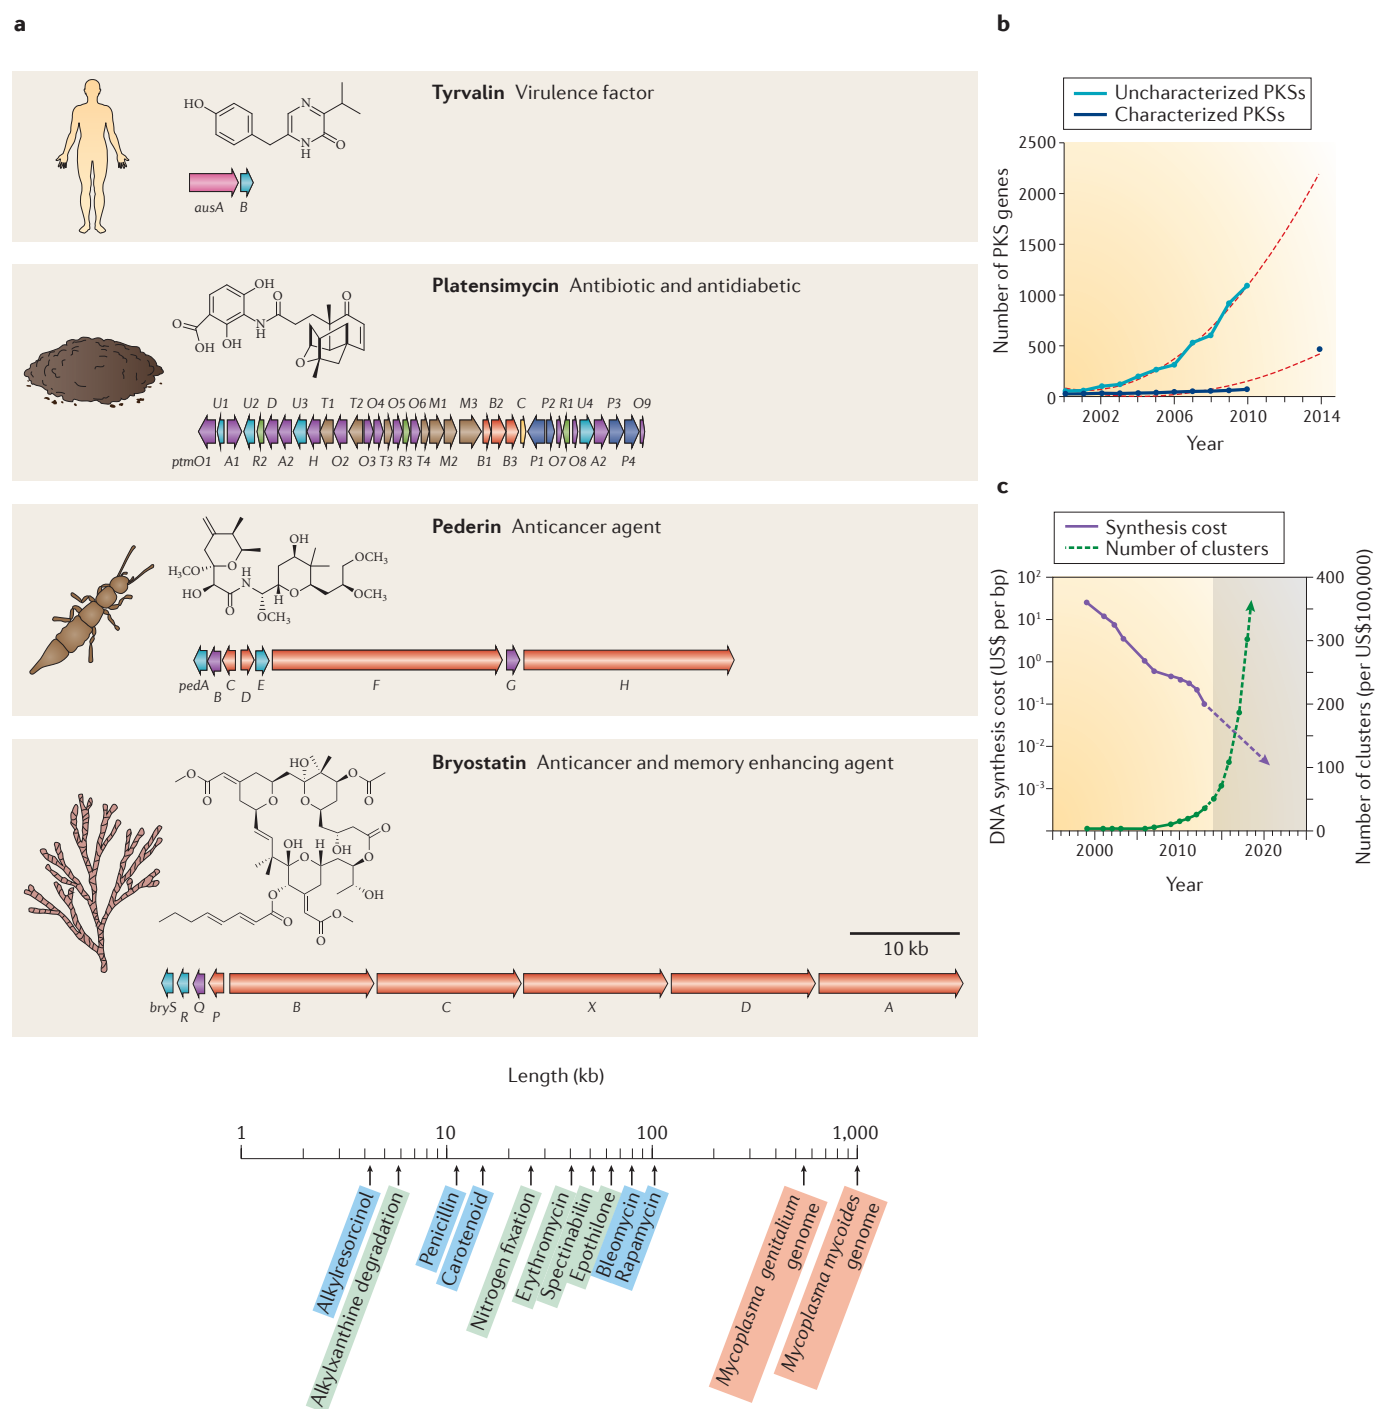 a
Tyrvalin Virulence factor
HO
N
N
H
O
ausA B
Platensimycin Antibiotic and antidiabetic
OH
O
O
O
N
H
OH
OH
O
U1 U2 D U3 T1 T2 O4 O5 O6 M1 M3 B2 C P2 R1 U4 P3 O9
ptmO1 A1 R2 A2 H O2 O3 T3 R3 T4 M2 B1 B3 P1 O7 O8 A2 P4
Pederin Anticancer agent
OH
OCH3
O
H3CO
H
N
O
OCH3
HO
O
H
OCH3
pedA B C D E F G H
Bryostatin Anticancer and memory enhancing agent
HO
O
O
O
O
O
O
O
OH
O
OH
O
H
O
O
OH
O
O
O
O
10 kb
bryS R Q P B C X D A
Length (kb)
1 10 100 1,000
Alkylresorcinol
Alkylxanthine degradation
Penicillin
Carotenoid
Nitrogen fixation
Erythromycin
Spectinabilin
Epothilone
Bleomycin
Rapamycin
Mycoplasma genitalium
genome
Mycoplasma mycoides
genome
b
Uncharacterized PKSs
Characterized PKSs
Number of PKS genes
2500
2000
1500
1000
500
0
2002 2006 2010 2014
Year
c
Synthesis cost
Number of clusters
DNA synthesis cost (US$ per bp)
10²
10¹
10⁰
10⁻¹
10⁻²
10⁻³
400
300
200
100
0
Number of clusters (per US$100,000)
2000 2010 2020
Year